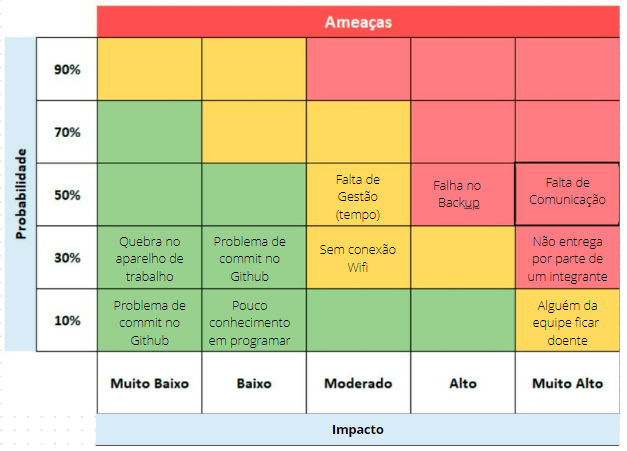 Ameaças
Probabilidade
90%
70%
50%
Falta de
Gestão
(tempo)
Falha no
Backup
Falta de
Comunicação
30%
Quebra no
aparelho de
trabalho
Problema de
commit no
Github
Sem conexão
Wifi
Não entrega
por parte de
um integrante
10%
Problema de
commit no
Github
Pouco
conhecimento
em programar
Alguém da
equipe ficar
doente
Muito Baixo
Baixo
Moderado
Alto
Muito Alto
Impacto